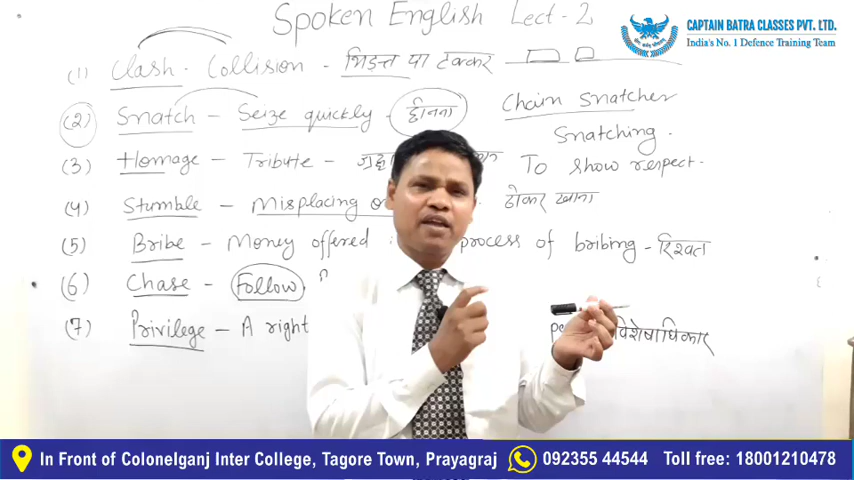 Spoken English Lect - 2
CAPTAIN BATRA CLASSES PVT. LTD.
India's No. 1 Defence Training Team
(1) Clash - Collision - भिड़न्त या टक्कर
(2) Snatch - Seize quickly - छीनना Chain Snatcher
Snatching.
(3) Homage - Tribute - To show respect.
(4) Stumble - Misplacing ठोकर खाना
(5) Bribe - Money offered process of bribing - रिश्वत
(6) Chase - Follow
(7) Privilege - A right विशेषाधिकार
In Front of Colonelganj Inter College, Tagore Town, Prayagraj 092355 44544 Toll free: 18001210478